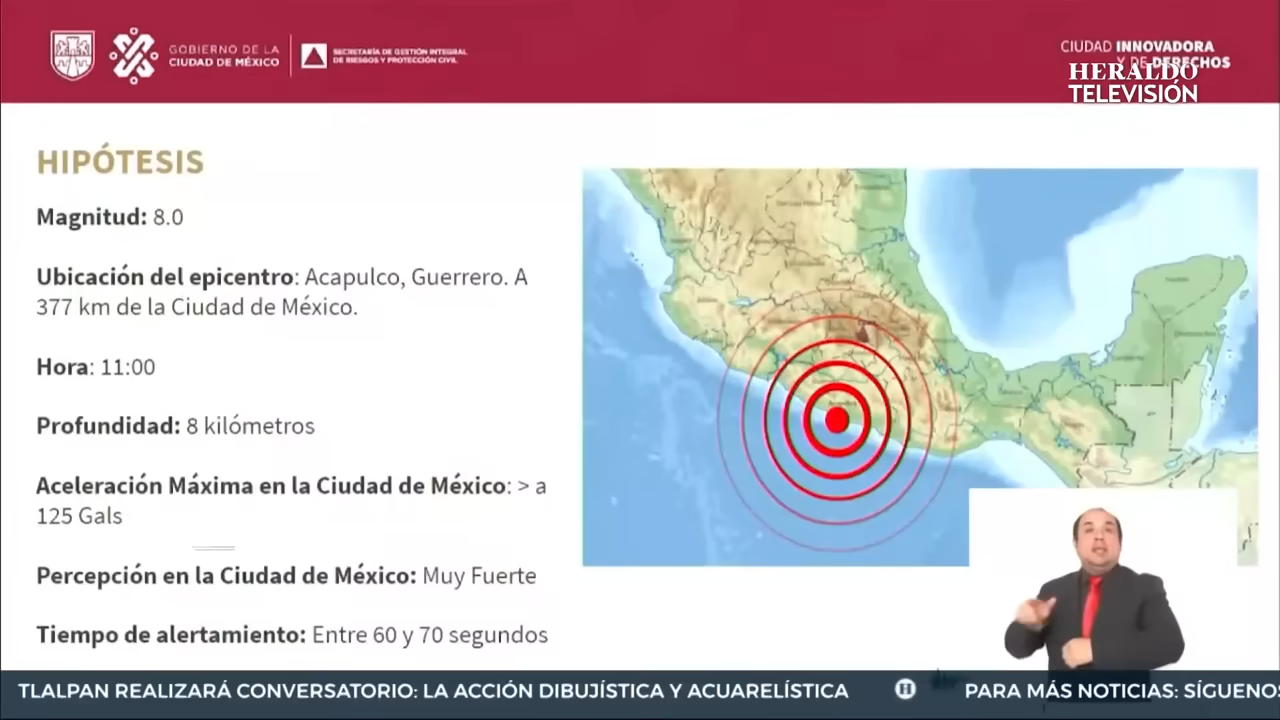 GOBIERNO DE LA
CIUDAD DE MÉXICO
SECRETARÍA DE GESTIÓN INTEGRAL
DE RIESGOS Y PROTECCIÓN CIVIL
CIUDAD INNOVADORA
Y DE DERECHOS
HERALDO
TELEVISIÓN
HIPÓTESIS
Magnitud: 8.0
Ubicación del epicentro: Acapulco, Guerrero. A
377 km de la Ciudad de México.
Hora: 11:00
Profundidad: 8 kilómetros
Aceleración Máxima en la Ciudad de México: > a
125 Gals
Percepción en la Ciudad de México: Muy Fuerte
Tiempo de alertamiento: Entre 60 y 70 segundos
TLALPAN REALIZARÁ CONVERSATORIO: LA ACCIÓN DIBUJÍSTICA Y ACUARELÍSTICA
PARA MÁS NOTICIAS: SÍGUENOS